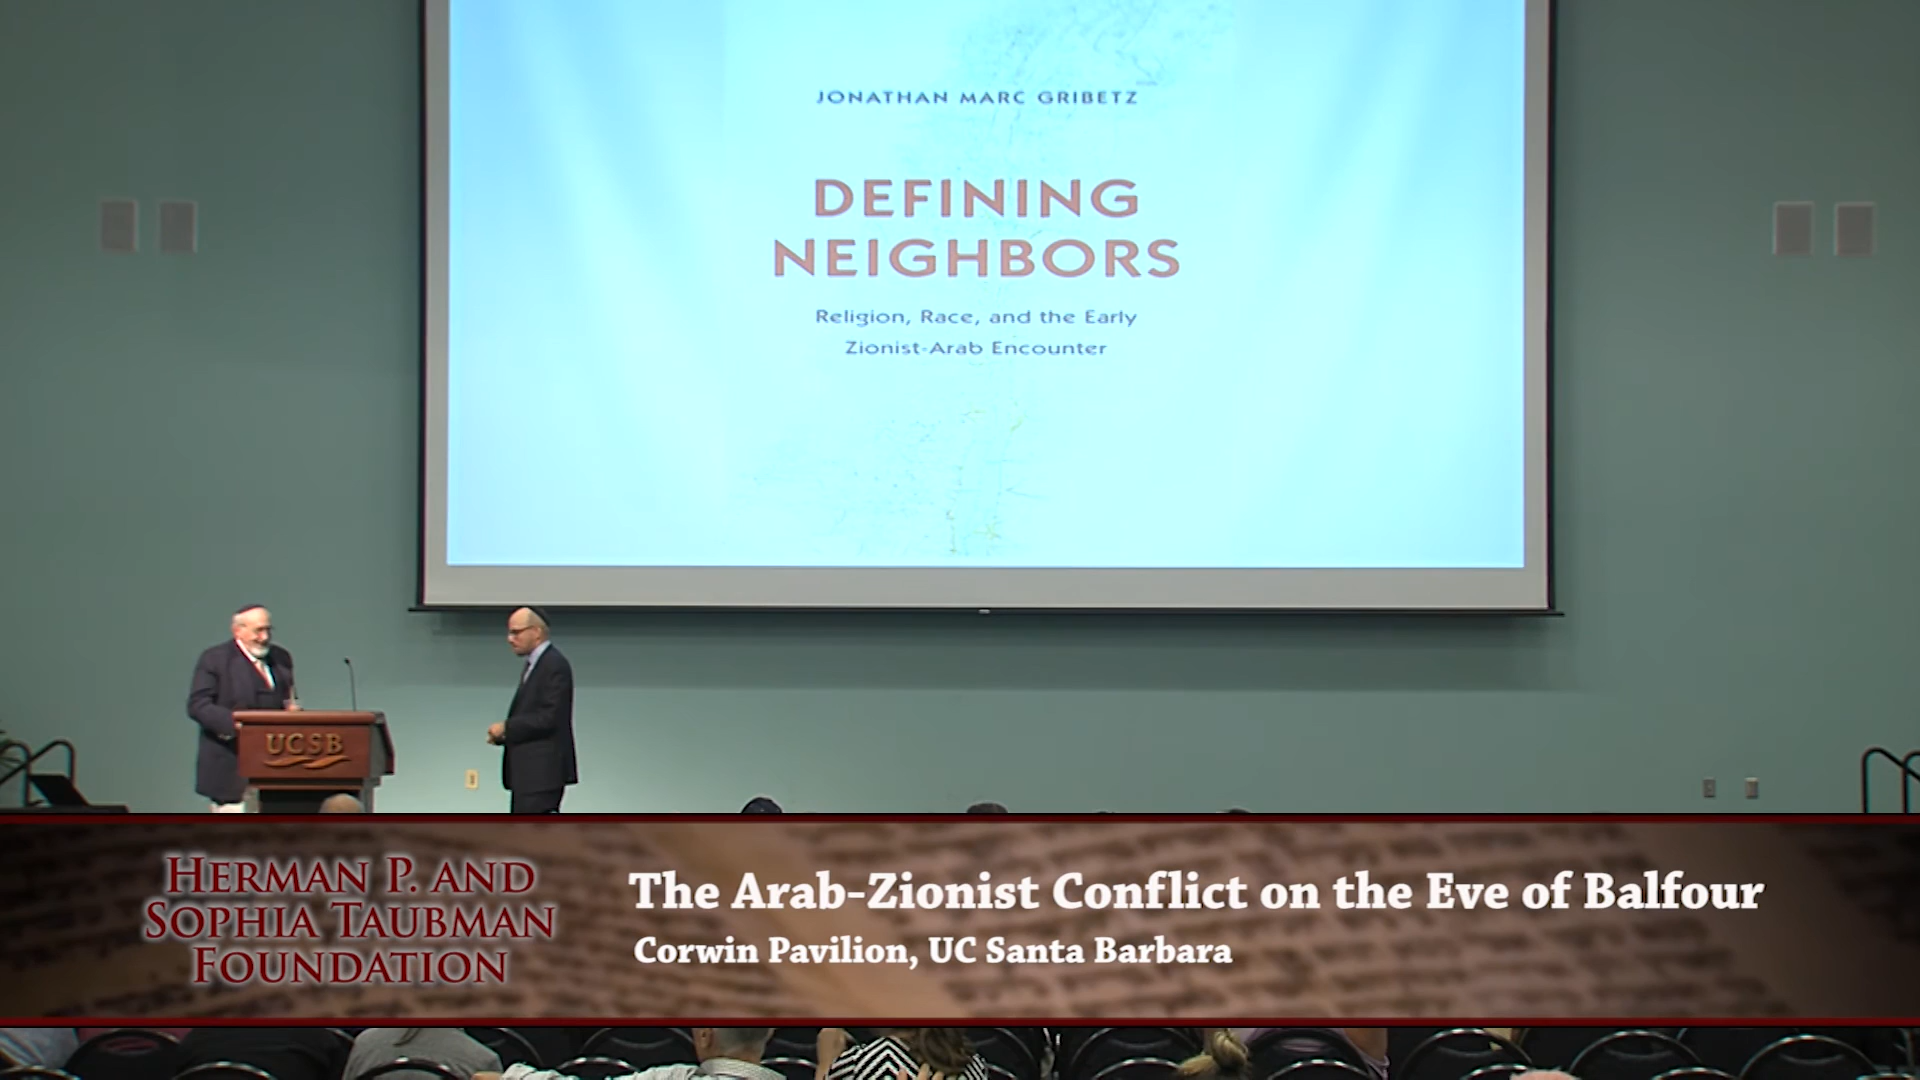 JONATHAN MARC GRIBETZ
DEFINING
NEIGHBORS
Religion, Race, and the Early
Zionist-Arab Encounter
UCSB
HERMAN P. AND
SOPHIA TAUBMAN
FOUNDATION
The Arab-Zionist Conflict on the Eve of Balfour
Corwin Pavilion, UC Santa Barbara